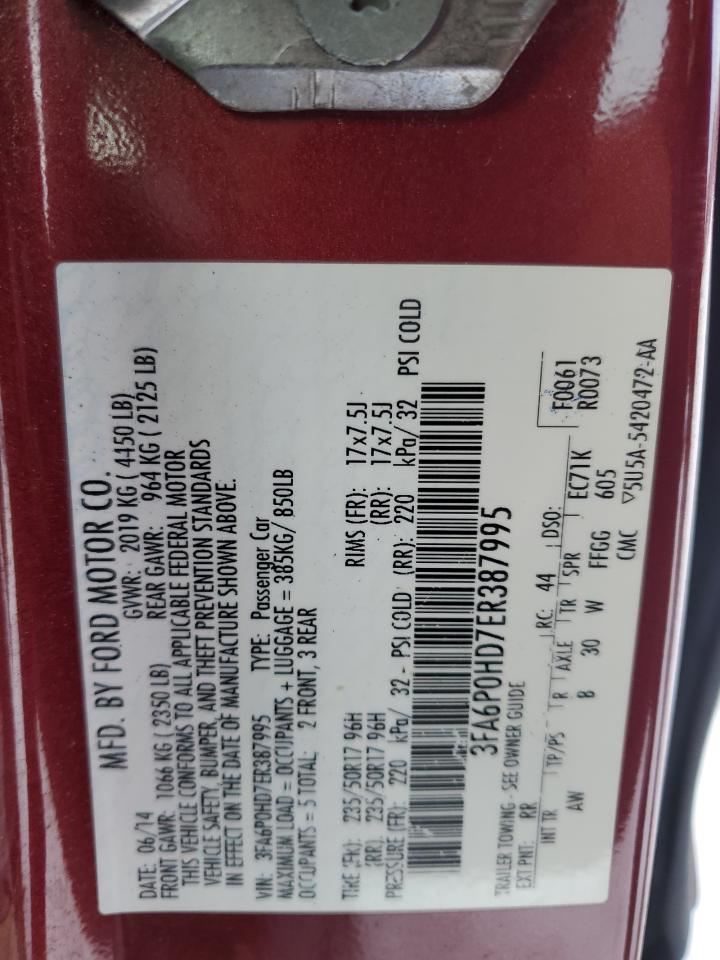 MFD. BY FORD MOTOR CO.
DATE: 06/14 GVWR: 2019 KG ( 4450 LB)
FRONT GAWR: 1066 KG ( 2350 LB) REAR GAWR: 964 KG ( 2125 LB)
THIS VEHICLE CONFORMS TO ALL APPLICABLE FEDERAL MOTOR
VEHICLE SAFETY, BUMPER, AND THEFT PREVENTION STANDARDS
IN EFFECT ON THE DATE OF MANUFACTURE SHOWN ABOVE.
VIN: 3FA6P0HD7ER387995 TYPE: Passenger Car
MAXIMUM LOAD = OCCUPANTS + LUGGAGE = 385KG/ 850LB
OCCUPANTS = 5 TOTAL: 2 FRONT, 3 REAR
TIRE (FR): 235/50R17 96H RIMS (FR): 17x7.5J
(RR): 235/50R17 96H (RR): 17x7.5J
PRESSURE (FR): 220 kPa/ 32 - PSI COLD (RR): 220 kPa/ 32 PSI COLD
3FA6P0HD7ER387995
TRAILER TOWING - SEE OWNER GUIDE
EXT PNT: RR RC: 44 DSO: F0061
R0073
INT TR TP/PS R AXLE TR SPR EC71K
AW B 30 W FFGG 605
CMC ▽5U5A-5420472-AA